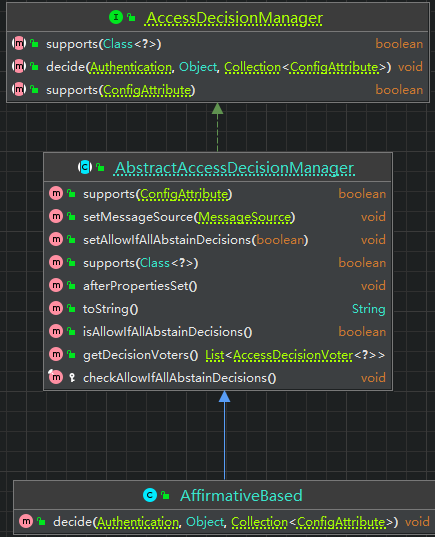 AccessDecisionManager
supports(Class<?>) boolean
decide(Authentication, Object, Collection<ConfigAttribute>) void
supports(ConfigAttribute) boolean
AbstractAccessDecisionManager
supports(ConfigAttribute) boolean
setMessageSource(MessageSource) void
setAllowIfAllAbstainDecisions(boolean) void
supports(Class<?>) boolean
afterPropertiesSet() void
toString() String
isAllowIfAllAbstainDecisions() boolean
getDecisionVoters() List<AccessDecisionVoter<?>>
checkAllowIfAllAbstainDecisions() void
AffirmativeBased
decide(Authentication, Object, Collection<ConfigAttribute>) void